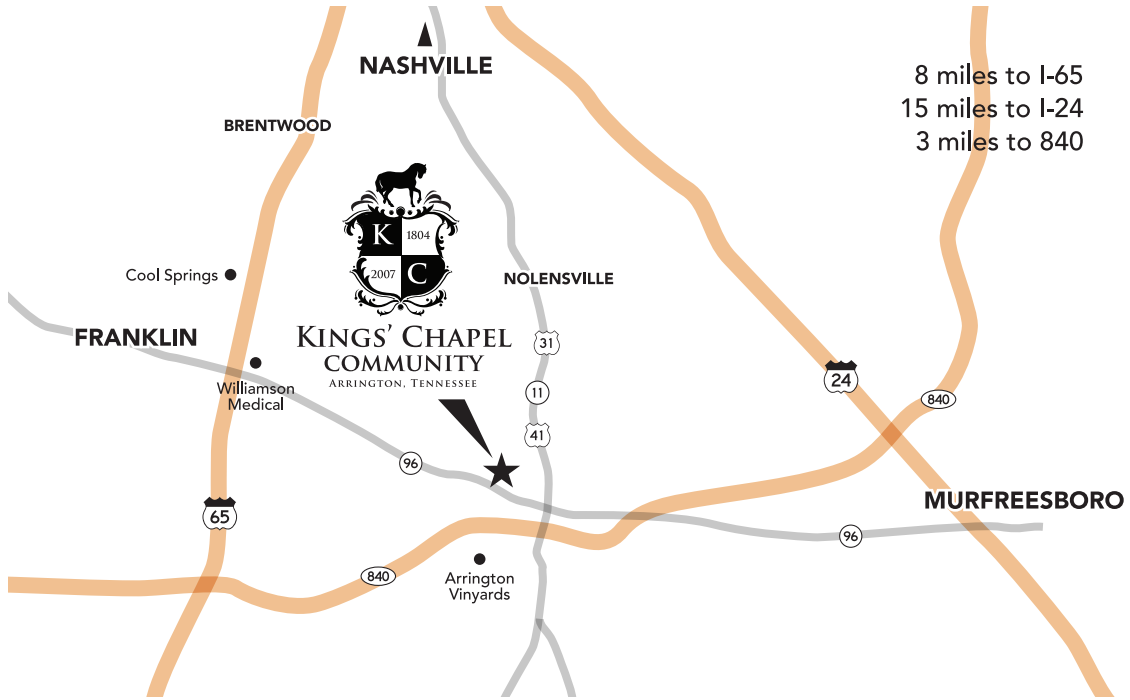 NASHVILLE
8 miles to I-65
15 miles to I-24
3 miles to 840
BRENTWOOD
K
1804
2007
C
Cool Springs
NOLENSVILLE
FRANKLIN
KINGS' CHAPEL
COMMUNITY
ARRINGTON, TENNESSEE
31
Williamson
Medical
11
24
840
41
96
65
MURFREESBORO
96
840
Arrington
Vinyards